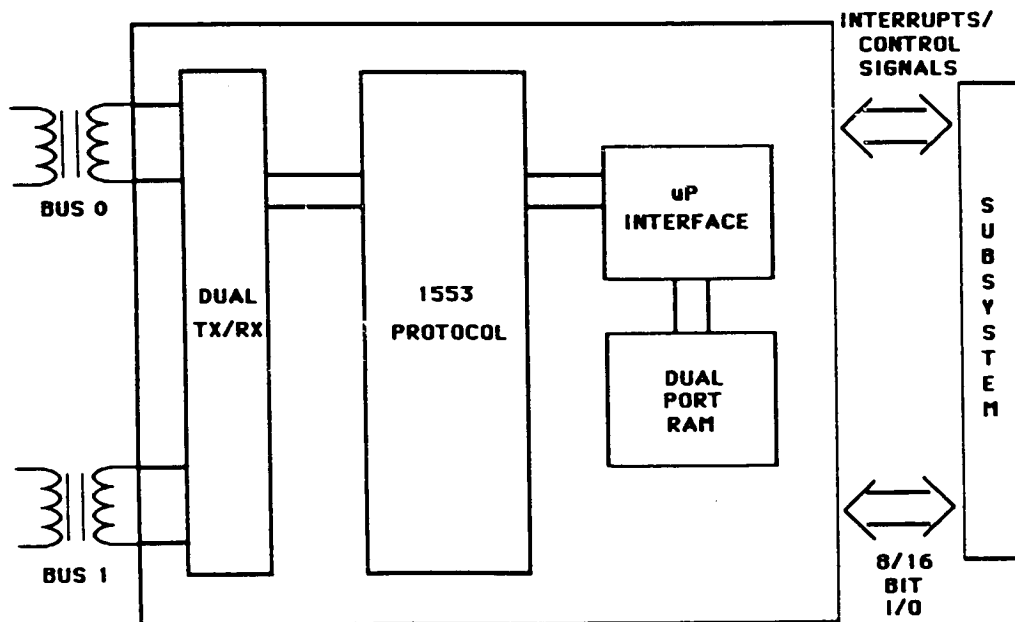 INTERRUPTS/
CONTROL
SIGNALS
BUS 0
uP
INTERFACE
DUAL
TX/RX
1553
PROTOCOL
DUAL
PORT
RAM
SUBSYSTEM
BUS 1
8/16
BIT
I/O